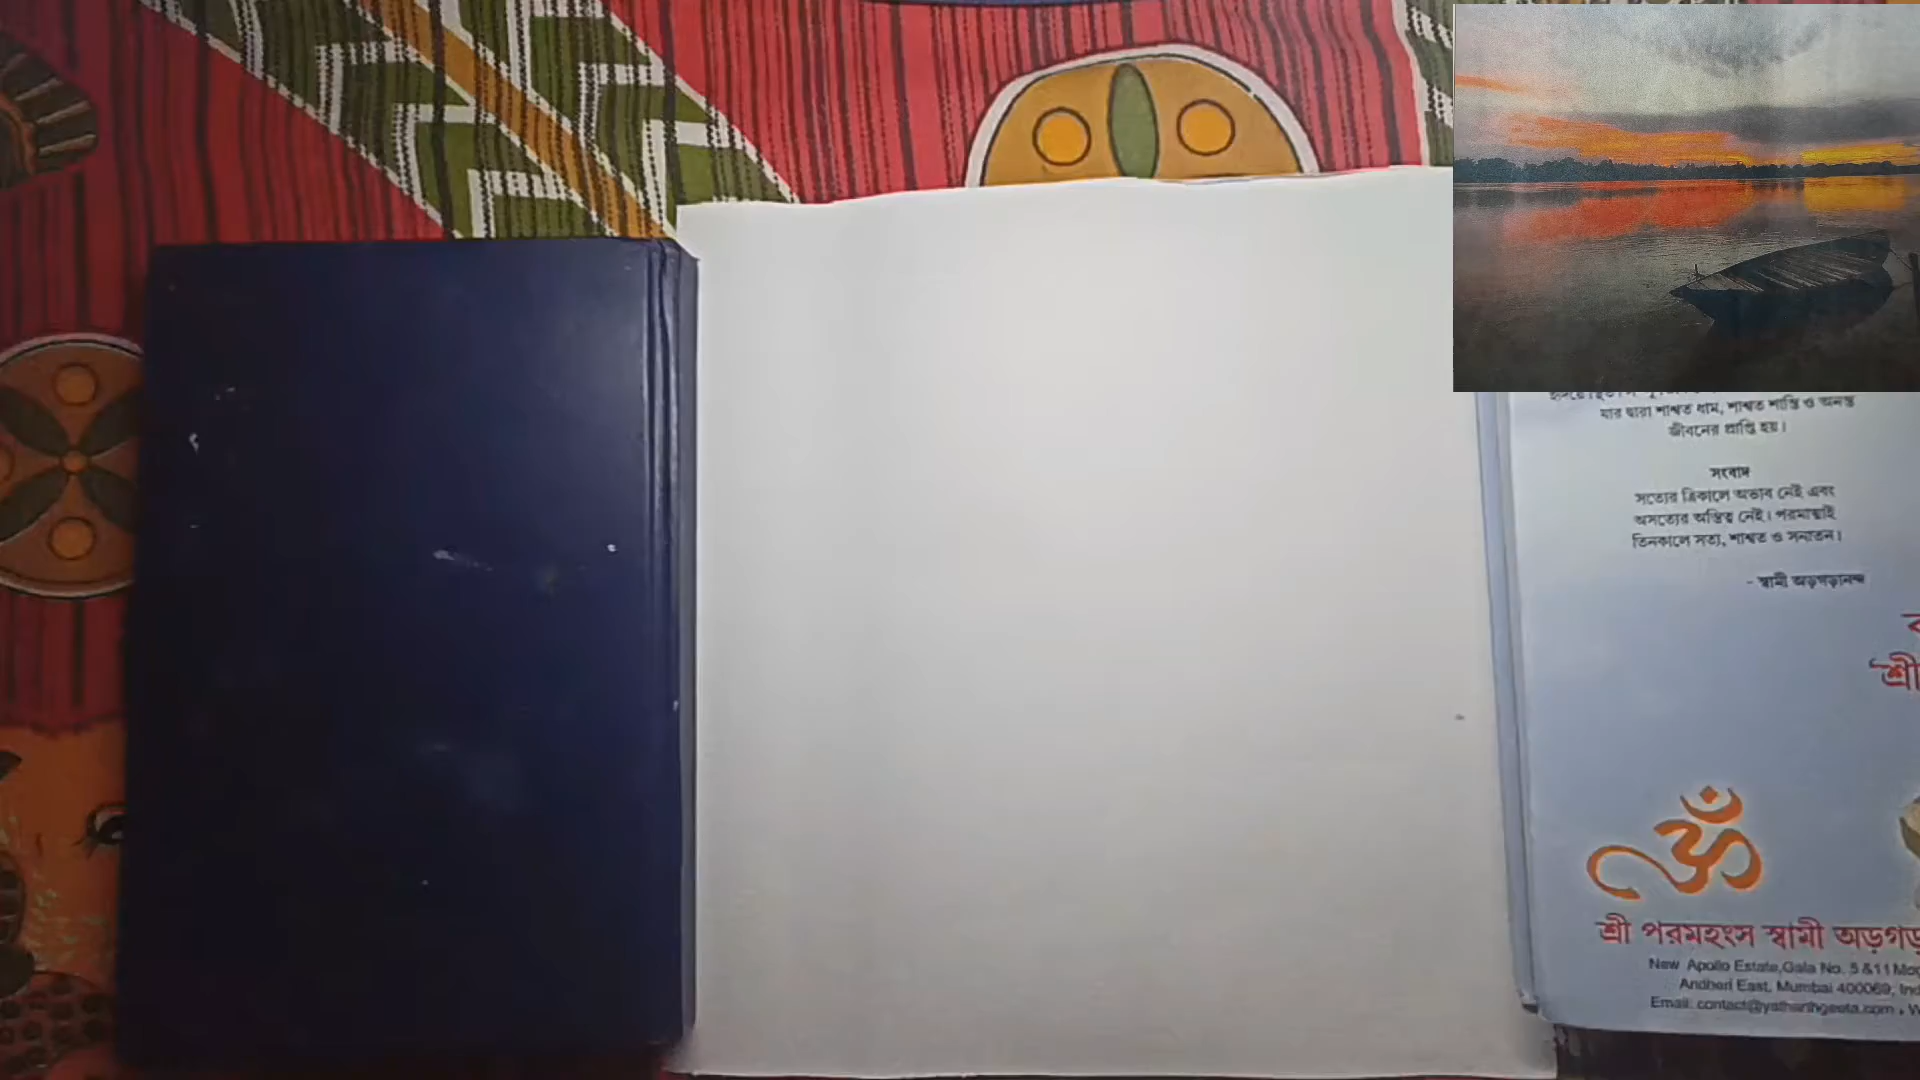 যার দ্বারা শাশ্বত ধাম, শাশ্বত শান্তি ও অনন্ত
জীবনের প্রাপ্তি হয়।
সংবাদ
সত্যের ত্রিকালে অভাব নেই এবং
অসত্যের অস্তিত্ব নেই। পরমাত্মাই
তিনকালে সত্য, শাশ্বত ও সনাতন।
- স্বামী অড়গড়ানন্দ
'শ্রী
ॐ
শ্রী পরমহংস স্বামী অড়গড়
New Apollo Estate,Gala No. 5 &11 Mog
Andheri East, Mumbai 400069, Ind
Email: contact@yatharthgeeta.com, W